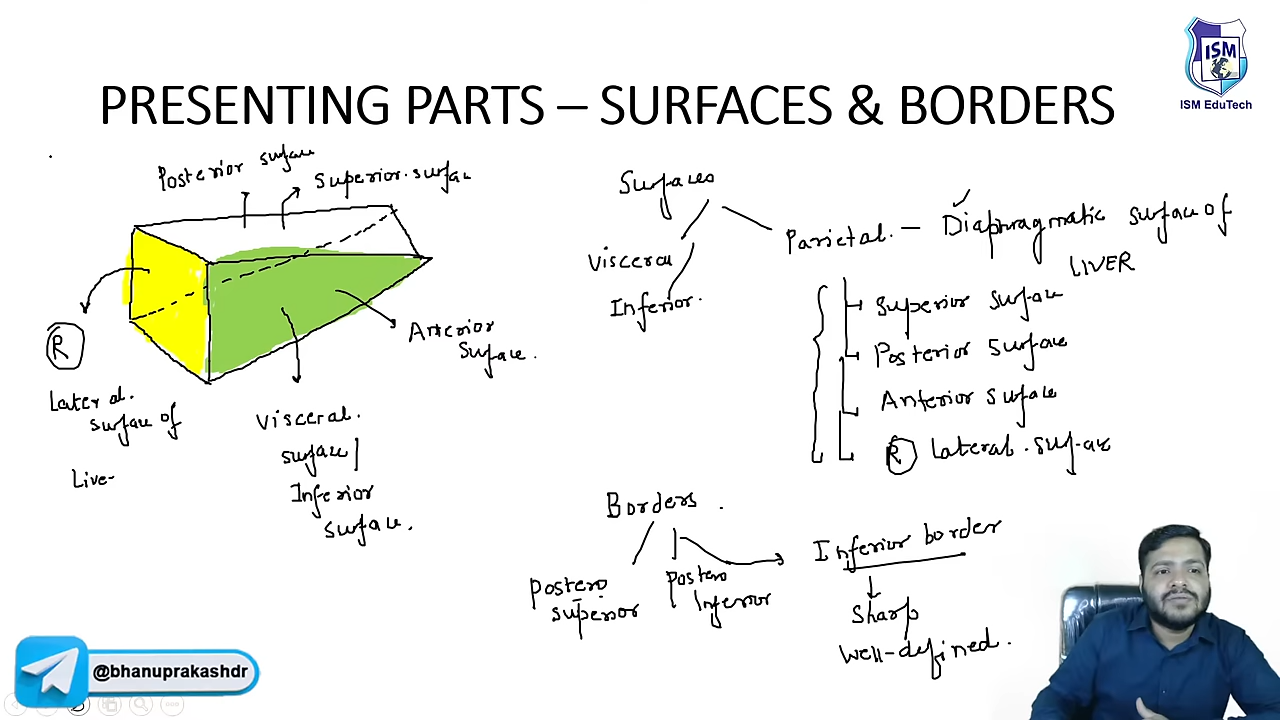 ISM
ISM EduTech
PRESENTING PARTS – SURFACES & BORDERS
Posterior surface
Superior surface
R
Lateral
surface of
Live-
Anterior
surface.
Visceral.
surface/
Inferior
surface.
Surfaces
Visceral
Inferior.
Parietal. — Diaphragmatic surface of
LIVER
Superior surface
Posterior surface
Anterior surface
R Lateral surface
Borders.
Postero
superior
Postero
Inferior
Inferior border
Sharp
Well-defined.
@bhanuprakashdr